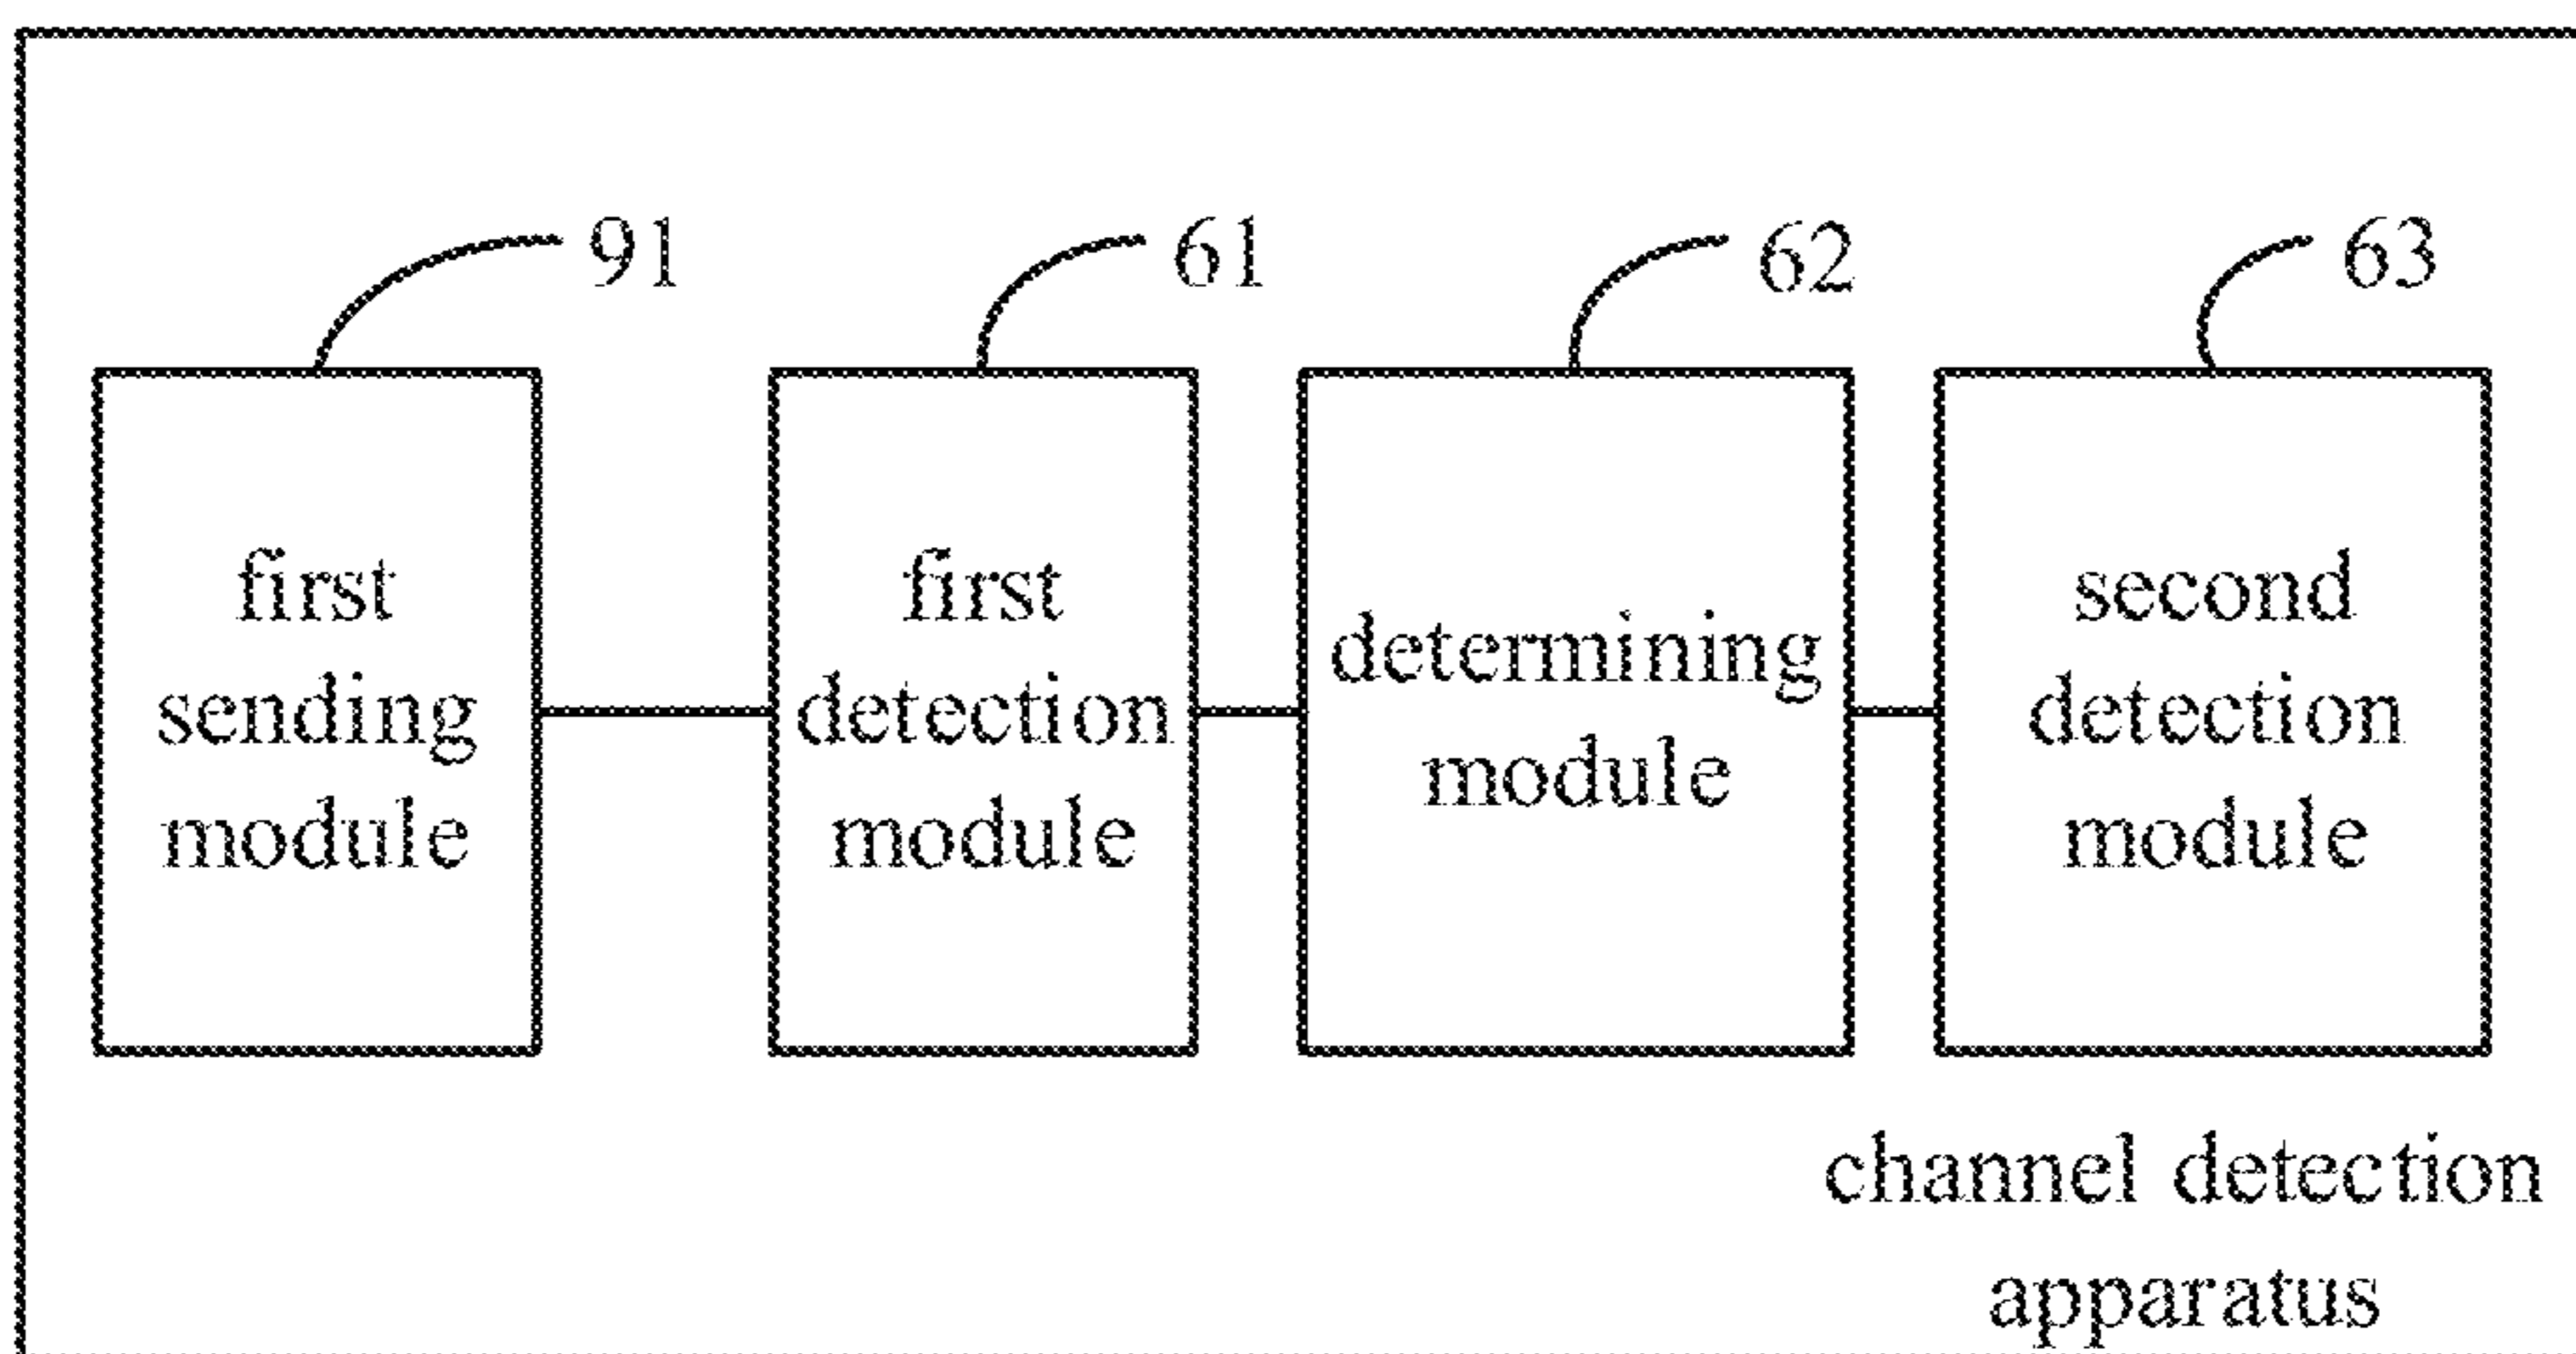 91
61
62
63
first
sending
module
first
detection
module
determining
module
second
detection
module
channel detection
apparatus